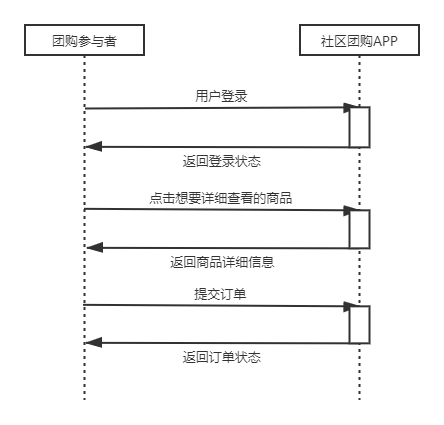 团购参与者
社区团购APP
用户登录
返回登录状态
点击想要详细查看的商品
返回商品详细信息
提交订单
返回订单状态